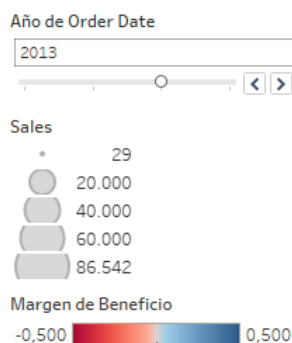 Año de Order Date
2013
Sales
29
20.000
40.000
60.000
86.542
Margen de Beneficio
-0,500 0,500